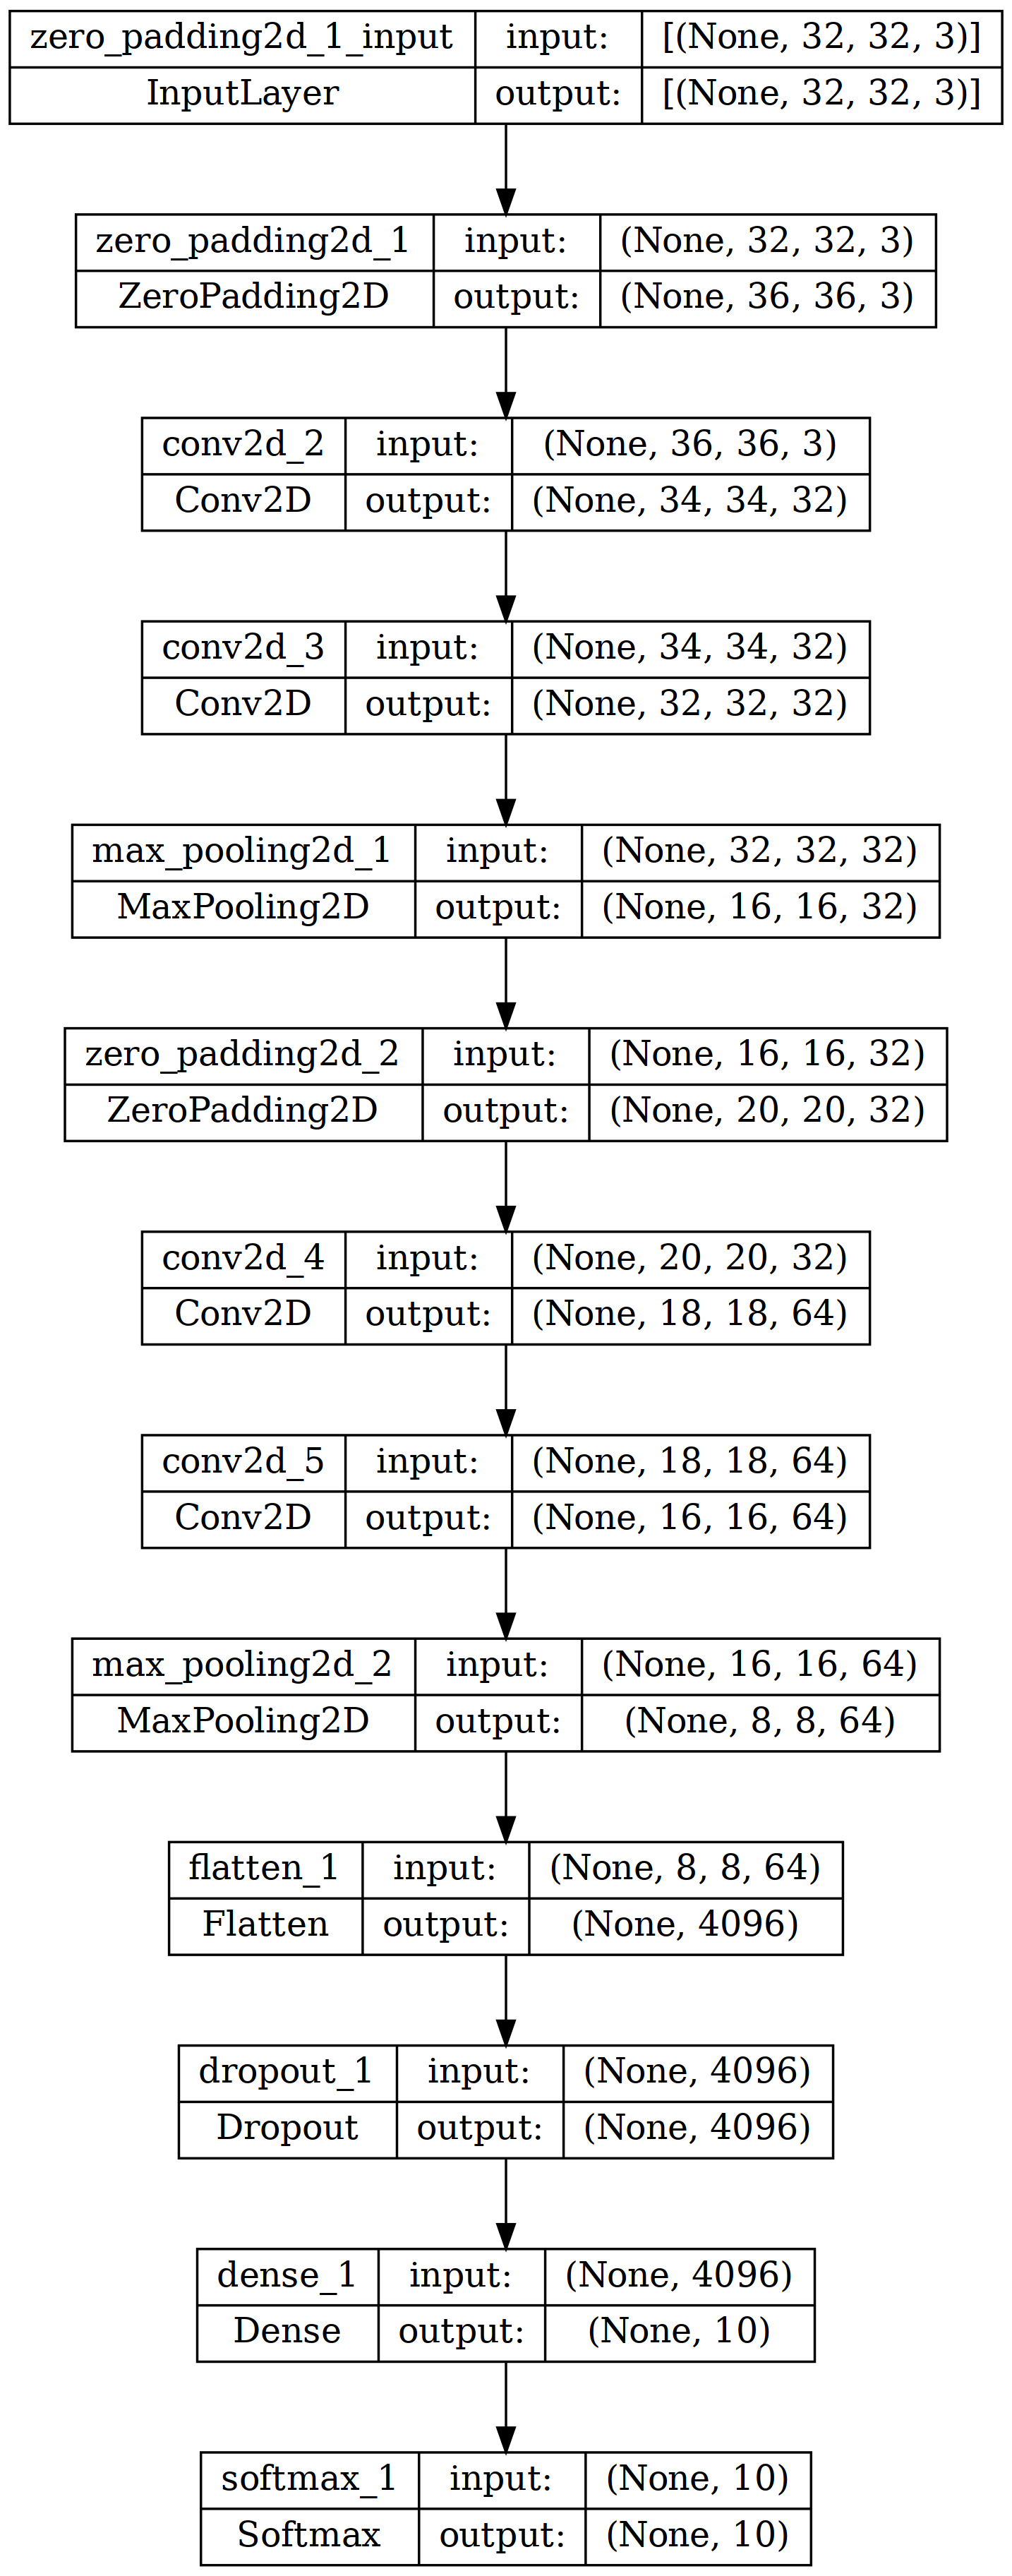 zero_padding2d_1_input input: [(None, 32, 32, 3)]
InputLayer output: [(None, 32, 32, 3)]
zero_padding2d_1 input: (None, 32, 32, 3)
ZeroPadding2D output: (None, 36, 36, 3)
conv2d_2 input: (None, 36, 36, 3)
Conv2D output: (None, 34, 34, 32)
conv2d_3 input: (None, 34, 34, 32)
Conv2D output: (None, 32, 32, 32)
max_pooling2d_1 input: (None, 32, 32, 32)
MaxPooling2D output: (None, 16, 16, 32)
zero_padding2d_2 input: (None, 16, 16, 32)
ZeroPadding2D output: (None, 20, 20, 32)
conv2d_4 input: (None, 20, 20, 32)
Conv2D output: (None, 18, 18, 64)
conv2d_5 input: (None, 18, 18, 64)
Conv2D output: (None, 16, 16, 64)
max_pooling2d_2 input: (None, 16, 16, 64)
MaxPooling2D output: (None, 8, 8, 64)
flatten_1 input: (None, 8, 8, 64)
Flatten output: (None, 4096)
dropout_1 input: (None, 4096)
Dropout output: (None, 4096)
dense_1 input: (None, 4096)
Dense output: (None, 10)
softmax_1 input: (None, 10)
Softmax output: (None, 10)